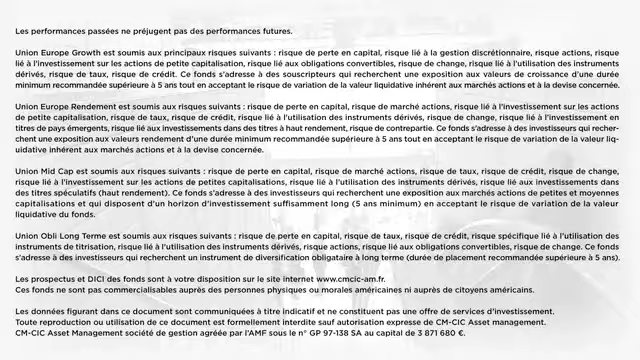 Les performances passées ne préjugent pas des performances futures.
Union Europe Growth est soumis aux principaux risques suivants : risque de perte en capital, risque lié à la gestion discrétionnaire, risque actions, risque
lié à l'investissement sur les actions de petite capitalisation, risque lié aux obligations convertibles, risque de change, risque lié à l'utilisation des instruments
dérivés, risque de taux, risque de crédit. Ce fonds s'adresse à des souscripteurs qui recherchent une exposition aux valeurs de croissance d'une durée
minimum recommandée supérieure à 5 ans tout en acceptant le risque de variation de la valeur liquidative inhérent aux marchés actions et à la devise concernée.
Union Europe Rendement est soumis aux risques suivants : risque de perte en capital, risque de marché actions, risque lié à l'investissement sur les actions
de petite capitalisation, risque de taux, risque de crédit, risque lié à l'utilisation des instruments dérivés, risque de change, risque lié à l'investissement en
titres de pays émergents, risque lié aux investissements dans des titres à haut rendement, risque de contrepartie. Ce fonds s'adresse à des investisseurs qui recher-
chent une exposition aux valeurs rendement d'une durée minimum recommandée supérieure à 5 ans tout en acceptant le risque de variation de la valeur liq-
uidative inhérent aux marchés actions et à la devise concernée.
Union Mid Cap est soumis aux risques suivants : risque de perte en capital, risque de marché actions, risque de taux, risque de crédit, risque de change,
risque lié à l'investissement sur les actions de petites capitalisations, risque lié à l'utilisation des instruments dérivés, risque lié aux investissements dans
des titres spéculatifs (haut rendement). Ce fonds s'adresse à des investisseurs qui recherchent une exposition aux marchés actions de petites et moyennes
capitalisations et qui disposent d'un horizon d'investissement suffisamment long (5 ans minimum) en acceptant le risque de variation de la valeur
liquidative du fonds.
Union Obli Long Terme est soumis aux risques suivants : risque de perte en capital, risque de taux, risque de crédit, risque spécifique lié à l'utilisation des
instruments de titrisation, risque lié à l'utilisation des instruments dérivés, risque actions, risque lié aux obligations convertibles, risque de change. Ce fonds
s'adresse à des investisseurs qui recherchent un instrument de diversification obligataire à long terme (durée de placement recommandée supérieure à 5 ans).
Les prospectus et DICI des fonds sont à votre disposition sur le site internet www.cmcic-am.fr.
Ces fonds ne sont pas commercialisables auprès des personnes physiques ou morales américaines ni auprès de citoyens américains.
Les données figurant dans ce document sont communiquées à titre indicatif et ne constituent pas une offre de services d'investissement.
Toute reproduction ou utilisation de ce document est formellement interdite sauf autorisation expresse de CM-CIC Asset management.
CM-CIC Asset Management société de gestion agréée par l'AMF sous le n° GP 97-138 SA au capital de 3 871 680 €.